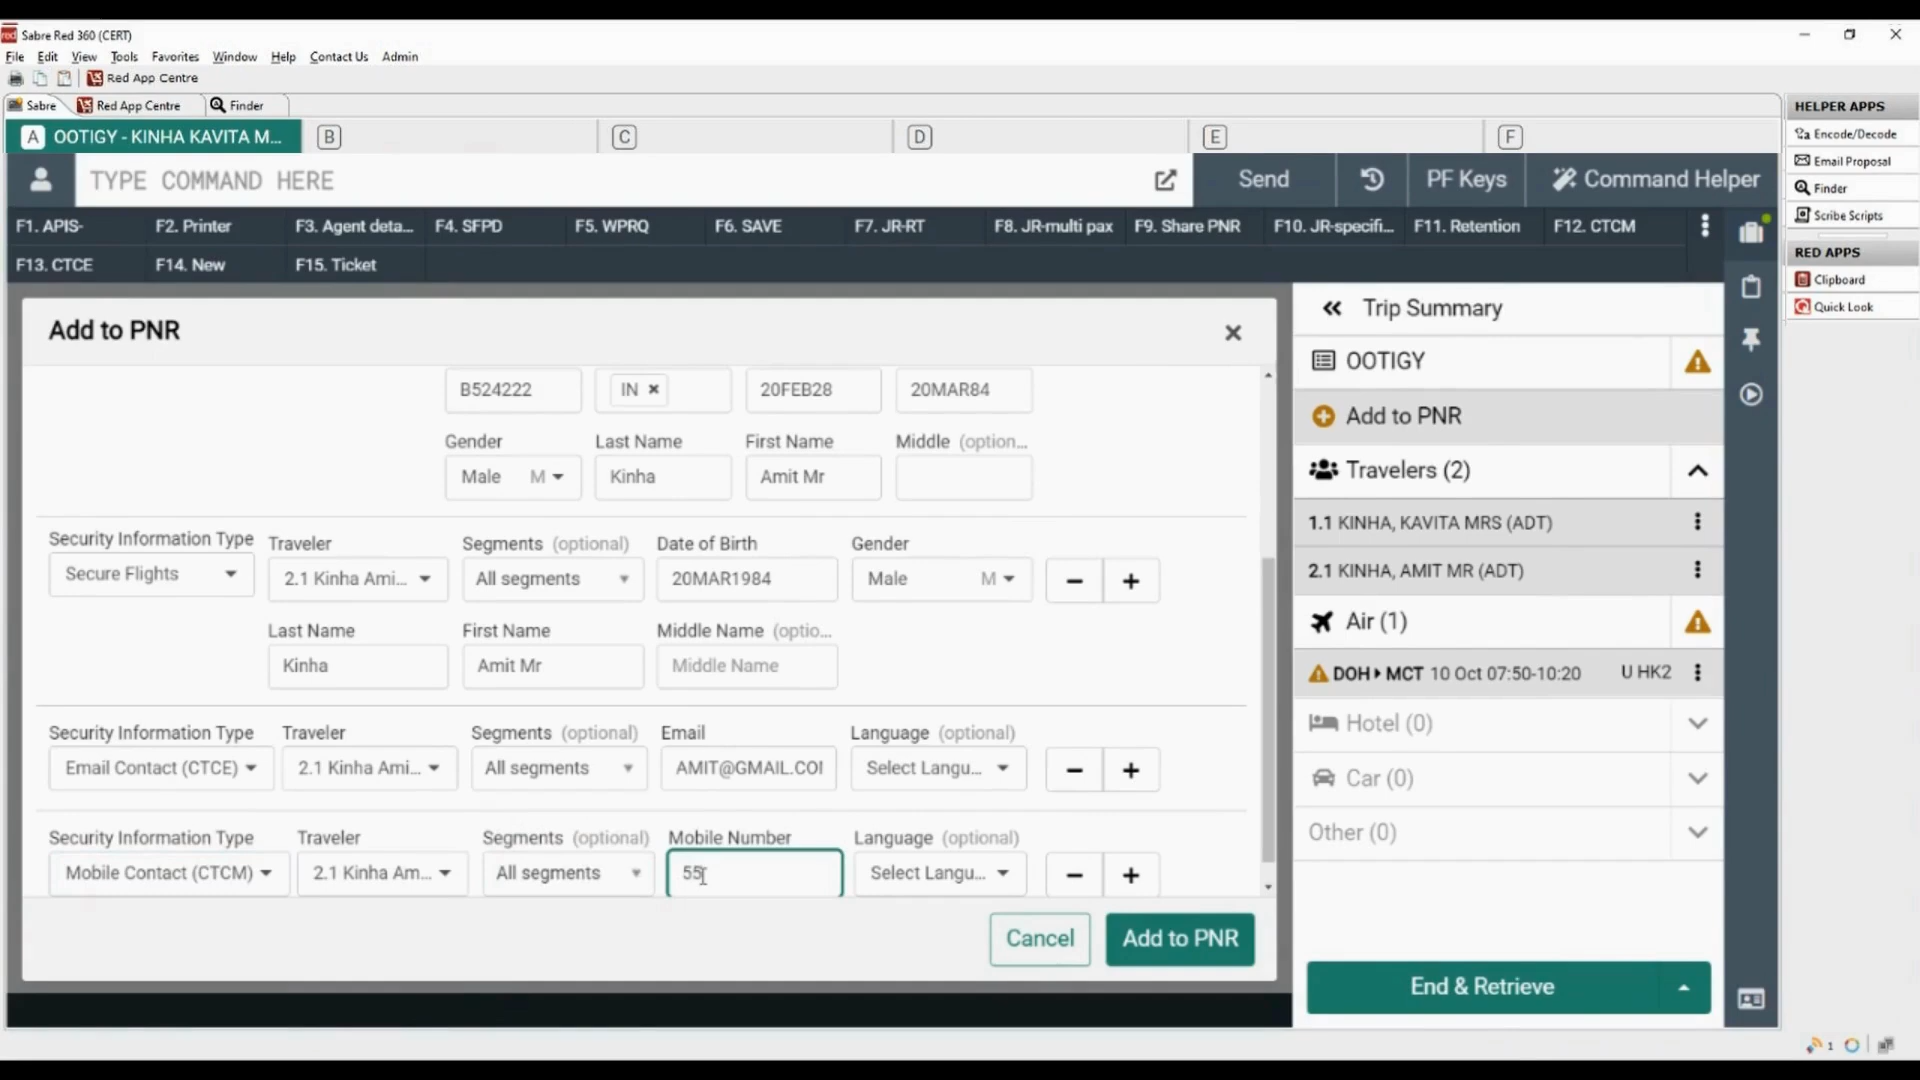 Sabre Red 360 (CERT)
File Edit View Tools Favorites Window Help Contact Us Admin
Red App Centre
Sabre Red App Centre Finder
A OOTIGY - KINHA KAVITA M... B C D E F
TYPE COMMAND HERE Send PF Keys Command Helper
F1. APIS- F2. Printer F3. Agent deta... F4. SFPD F5. WPRQ F6. SAVE F7. JR-RT F8. JR-multi pax F9. Share PNR F10. JR-specifi... F11. Retention F12. CTCM
F13. CTCE F14. New F15. Ticket
Add to PNR
B524222 IN 20FEB28 20MAR84
Gender Last Name First Name Middle (option...
Male M Kinha Amit Mr
Security Information Type Traveler Segments (optional) Date of Birth Gender
Secure Flights 2.1 Kinha Ami... All segments 20MAR1984 Male M
Last Name First Name Middle Name (optio...
Kinha Amit Mr Middle Name
Security Information Type Traveler Segments (optional) Email Language (optional)
Email Contact (CTCE) 2.1 Kinha Ami... All segments AMIT@GMAIL.COI Select Langu...
Security Information Type Traveler Segments (optional) Mobile Number Language (optional)
Mobile Contact (CTCM) 2.1 Kinha Am... All segments 55 Select Langu...
Cancel Add to PNR
Trip Summary
OOTIGY
Add to PNR
Travelers (2)
1.1 KINHA, KAVITA MRS (ADT)
2.1 KINHA, AMIT MR (ADT)
Air (1)
DOH MCT 10 Oct 07:50-10:20 U HK2
Hotel (0)
Car (0)
Other (0)
End & Retrieve
HELPER APPS
Encode/Decode
Email Proposal
Finder
Scribe Scripts
RED APPS
Clipboard
Quick Look
1